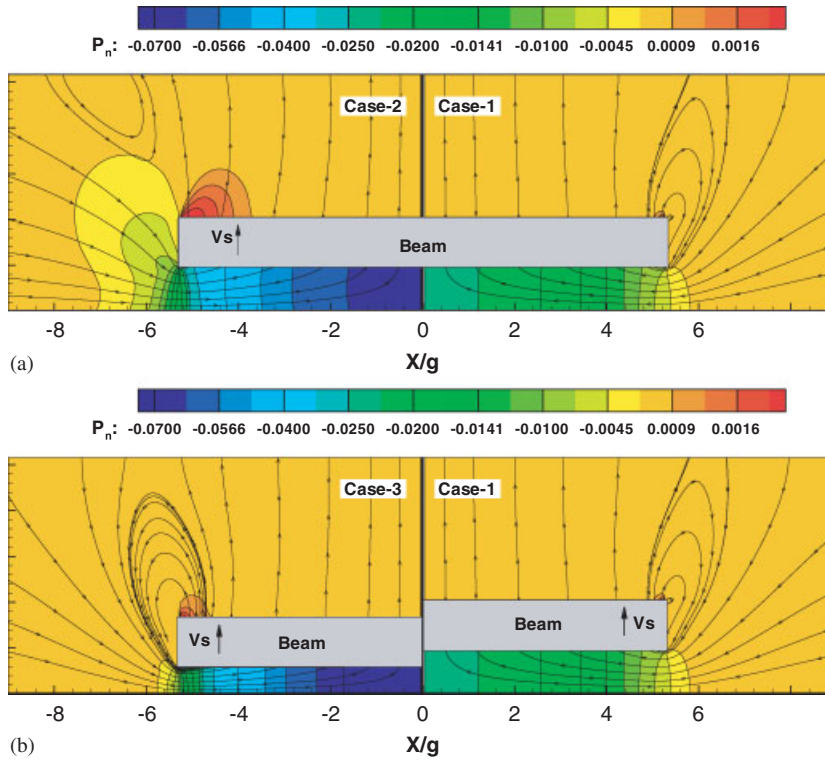 Pn: -0.0700 -0.0566 -0.0400 -0.0250 -0.0200 -0.0141 -0.0100 -0.0045 0.0009 0.0016
Case-2 Case-1
Vs
Beam
-8 -6 -4 -2 0 2 4 6
X/g
(a)
Pn: -0.0700 -0.0566 -0.0400 -0.0250 -0.0200 -0.0141 -0.0100 -0.0045 0.0009 0.0016
Case-3 Case-1
Vs Beam Beam Vs
-8 -6 -4 -2 0 2 4 6
X/g
(b)